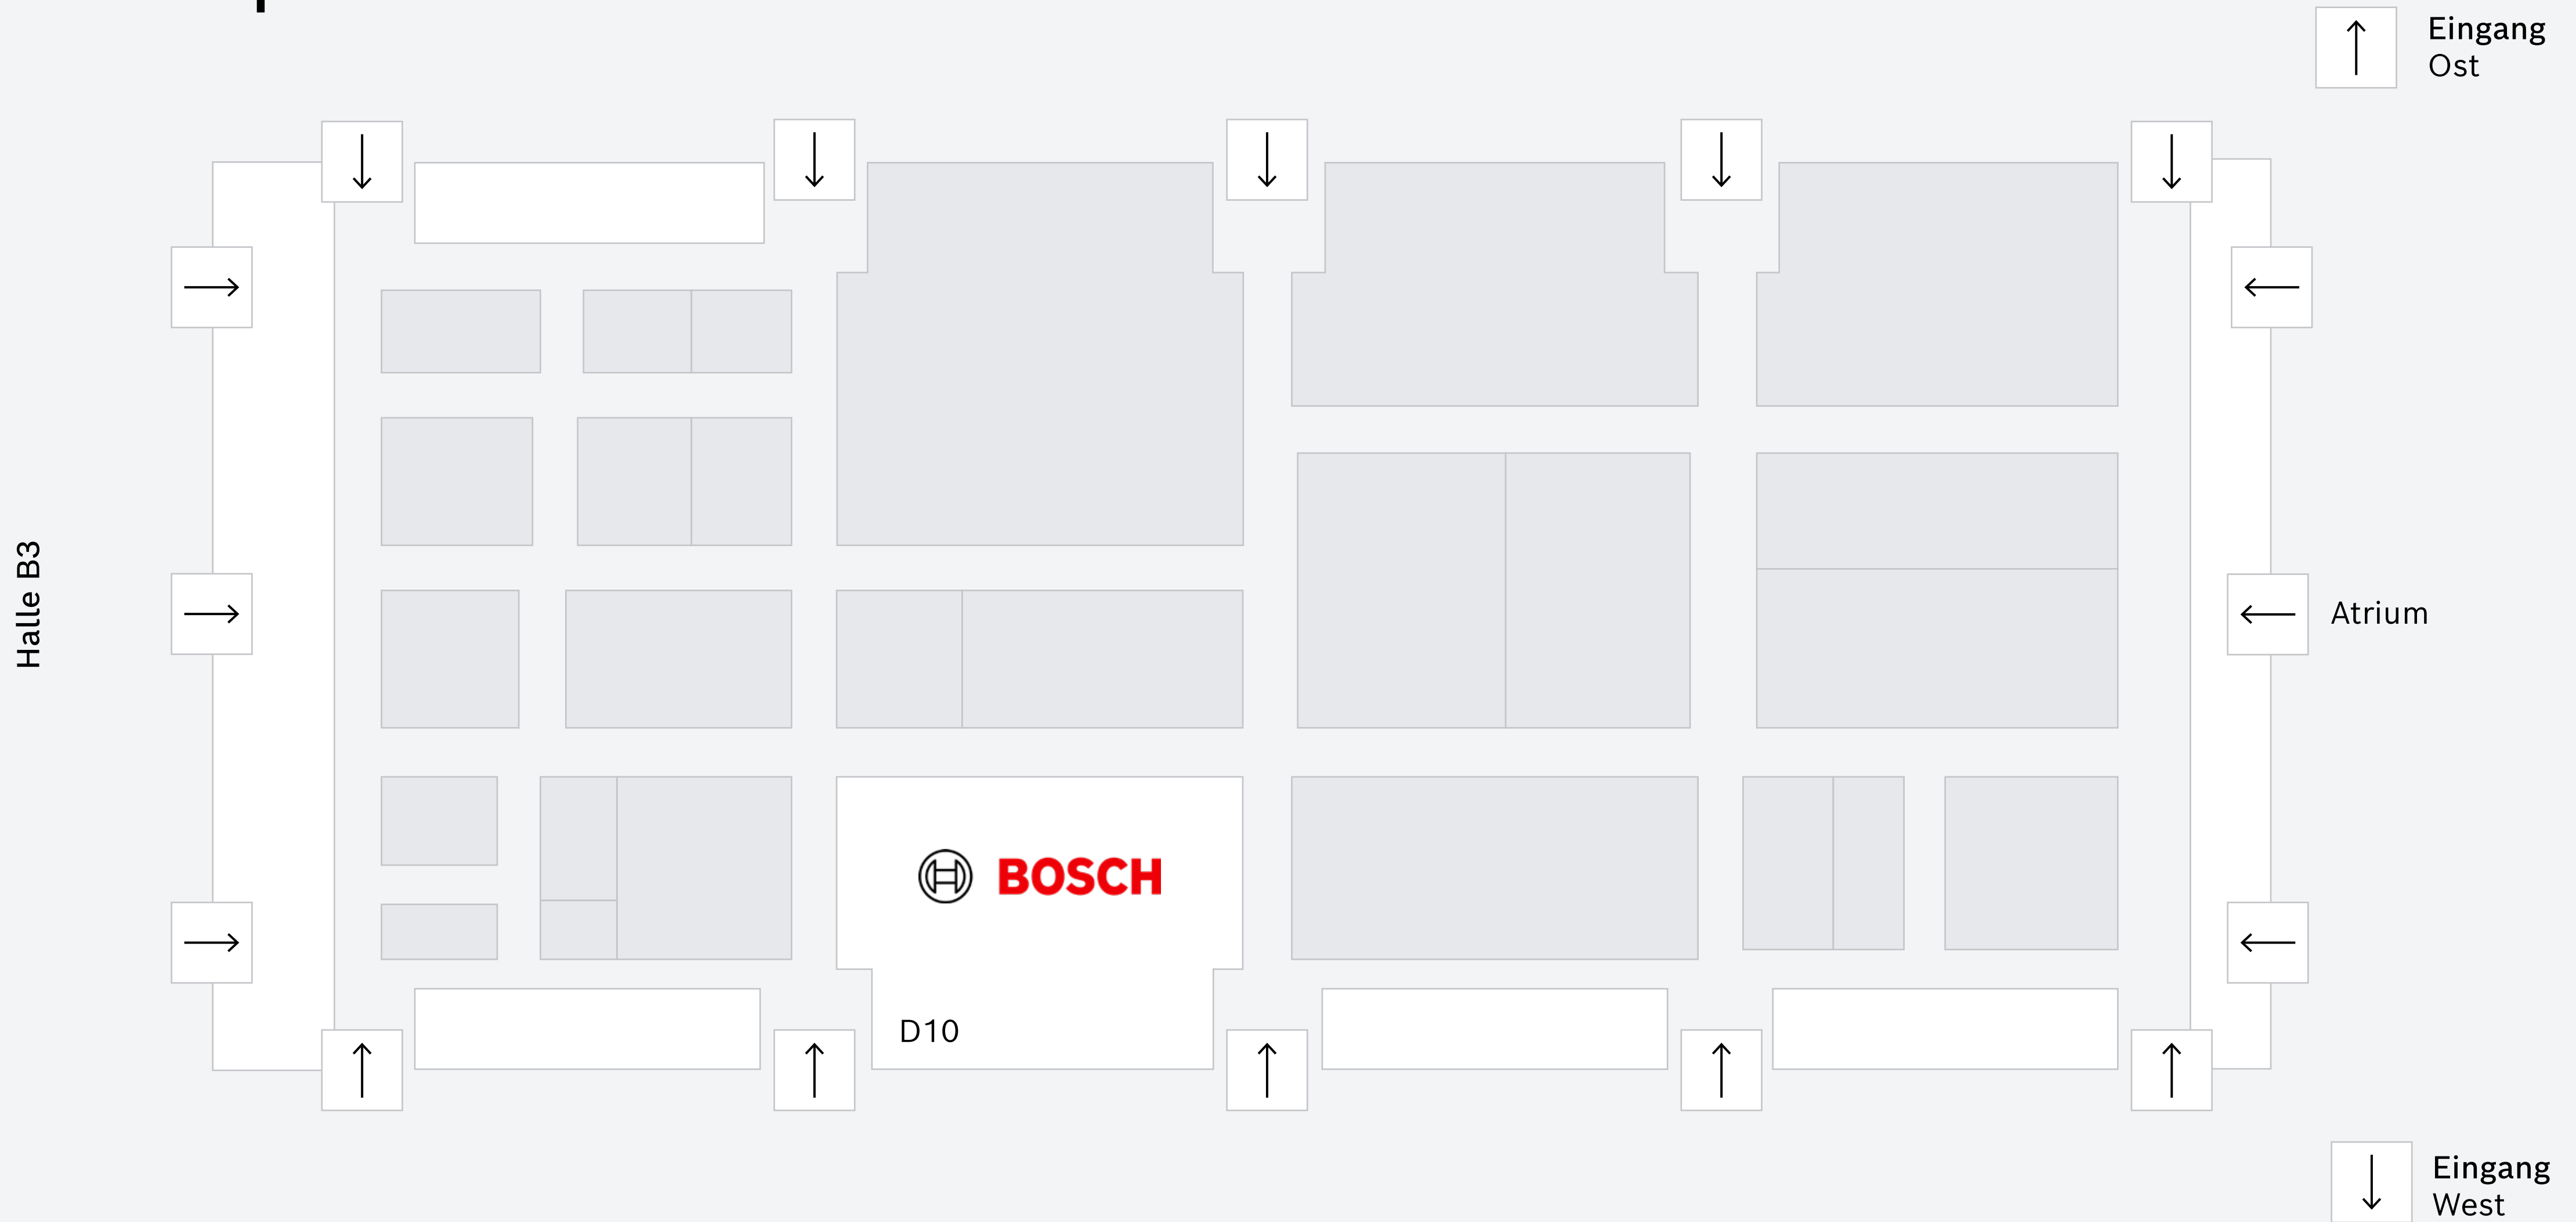 Eingang
Ost
Halle B3
Atrium
BOSCH
D10
Eingang
West